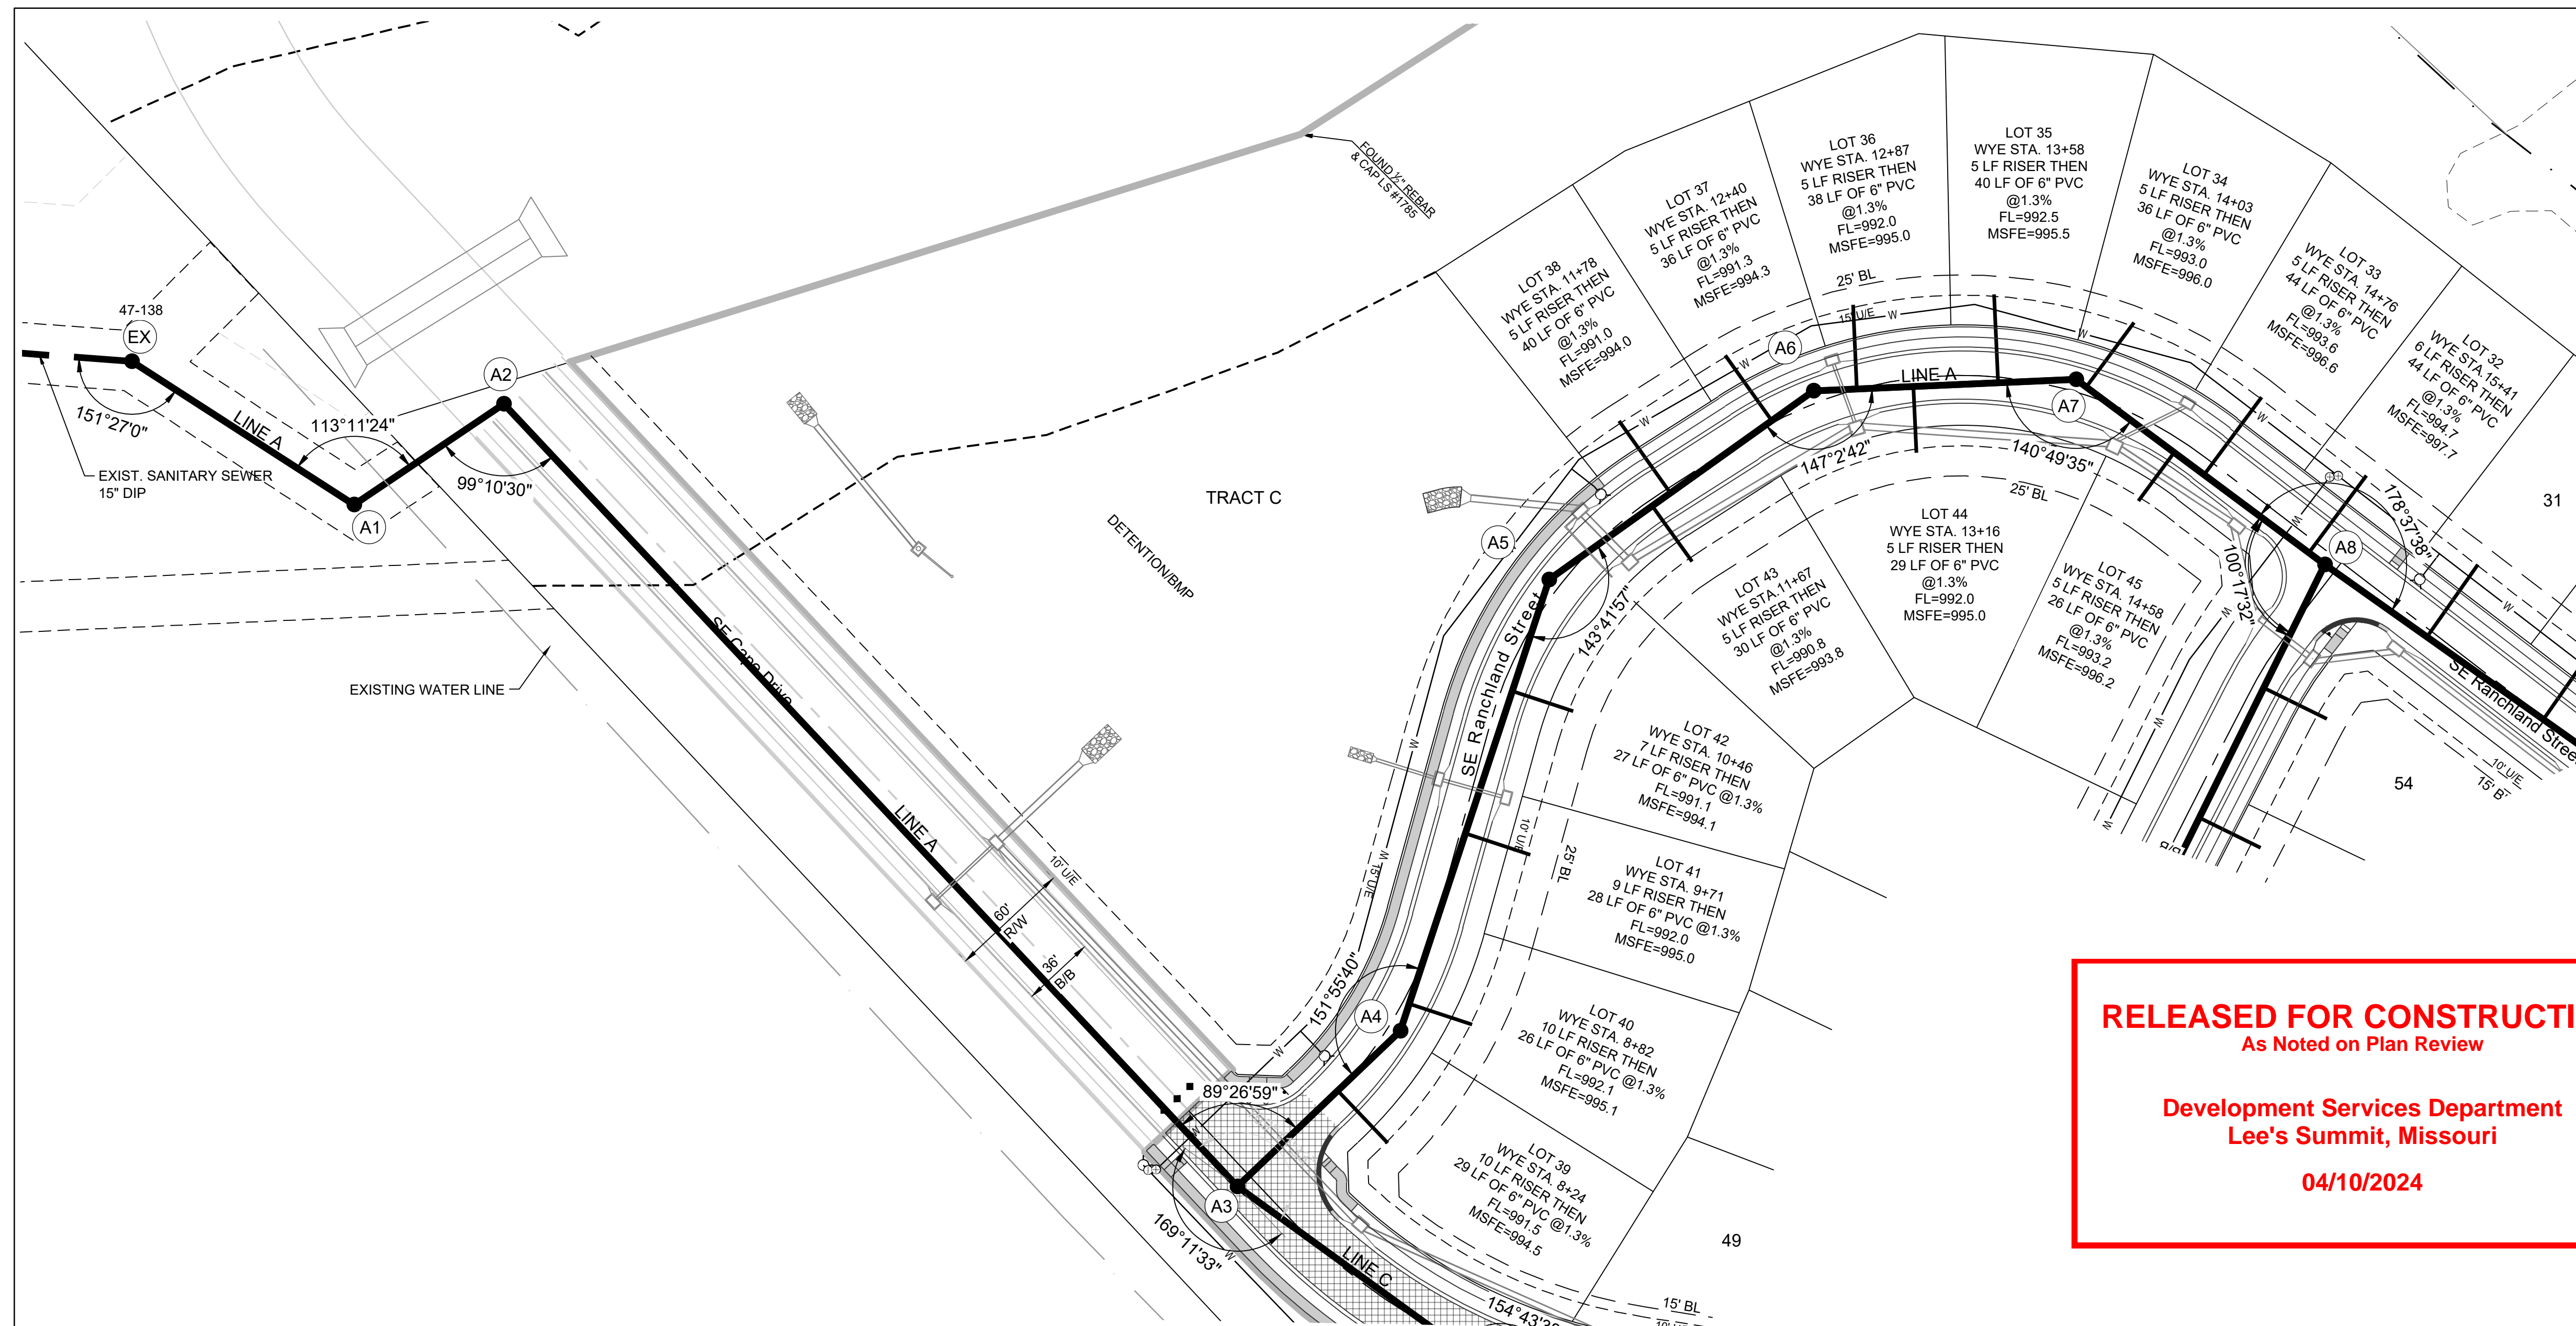 47-138
EX
151°27'0"
LINE A
113°11'24"
A1
A2
99°10'30"
EXIST. SANITARY SEWER
15" DIP
EXISTING WATER LINE
SE Capa Drive
LINE A
60'
R/W
36'
B/B
10' U/E
FOUND ½" REBAR
& CAP LS #1785
TRACT C
DETENTION/BMP
LOT 38
WYE STA. 11+78
5 LF RISER THEN
40 LF OF 6" PVC
@1.3%
FL=991.0
MSFE=994.0
LOT 37
WYE STA. 12+40
5 LF RISER THEN
36 LF OF 6" PVC
@1.3%
FL=991.3
MSFE=994.3
LOT 36
WYE STA. 12+87
5 LF RISER THEN
38 LF OF 6" PVC
@1.3%
FL=992.0
MSFE=995.0
LOT 35
WYE STA. 13+58
5 LF RISER THEN
40 LF OF 6" PVC
@1.3%
FL=992.5
MSFE=995.5
LOT 34
WYE STA. 14+03
5 LF RISER THEN
36 LF OF 6" PVC
@1.3%
FL=993.0
MSFE=996.0
LOT 33
WYE STA. 14+76
5 LF RISER THEN
44 LF OF 6" PVC
@1.3%
FL=993.6
MSFE=996.6
LOT 32
WYE STA.15+41
6 LF RISER THEN
44 LF OF 6" PVC
@1.3%
FL=994.7
MSFE=997.7
31
25' BL
15' U/E
W
W
W
W
W
W
A6
LINE A
A7
147°2'42"
140°49'35"
25' BL
A5
143°41'57"
SE Ranchland Street
LOT 43
WYE STA.11+67
5 LF RISER THEN
30 LF OF 6" PVC
@1.3%
FL=990.8
MSFE=993.8
LOT 44
WYE STA. 13+16
5 LF RISER THEN
29 LF OF 6" PVC
@1.3%
FL=992.0
MSFE=995.0
LOT 45
WYE STA. 14+58
5 LF RISER THEN
26 LF OF 6" PVC
@1.3%
FL=993.2
MSFE=996.2
178°37'38"
A8
100°17'32"
W
W
W
W
W
SE Ranchland Stree
10' U/E
15' B
54
B/B
LOT 42
WYE STA. 10+46
7 LF RISER THEN
27 LF OF 6" PVC @1.3%
FL=991.1
MSFE=994.1
LOT 41
WYE STA. 9+71
9 LF RISER THEN
28 LF OF 6" PVC @1.3%
FL=992.0
MSFE=995.0
LOT 40
WYE STA. 8+82
10 LF RISER THEN
26 LF OF 6" PVC @1.3%
FL=992.1
MSFE=995.1
LOT 39
WYE STA. 8+24
10 LF RISER THEN
29 LF OF 6" PVC @1.3%
FL=991.5
MSFE=994.5
10' U/E
25' BL
W
W
15' U/E
151°55'40"
A4
W
89°26'59"
W
A3
169°11'33"
W
LINE C
154°43'3
15' BL
49
RELEASED FOR CONSTRUCTI
As Noted on Plan Review
Development Services Department
Lee's Summit, Missouri
04/10/2024